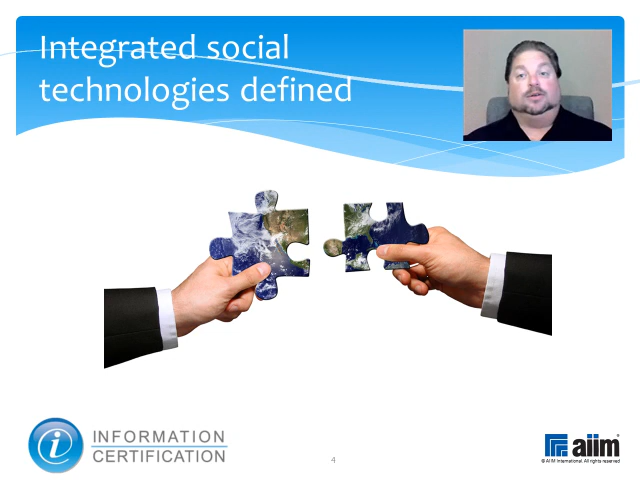 Integrated social
technologies defined
i
INFORMATION
CERTIFICATION
4
aiim
© AIIM International. All rights reserved